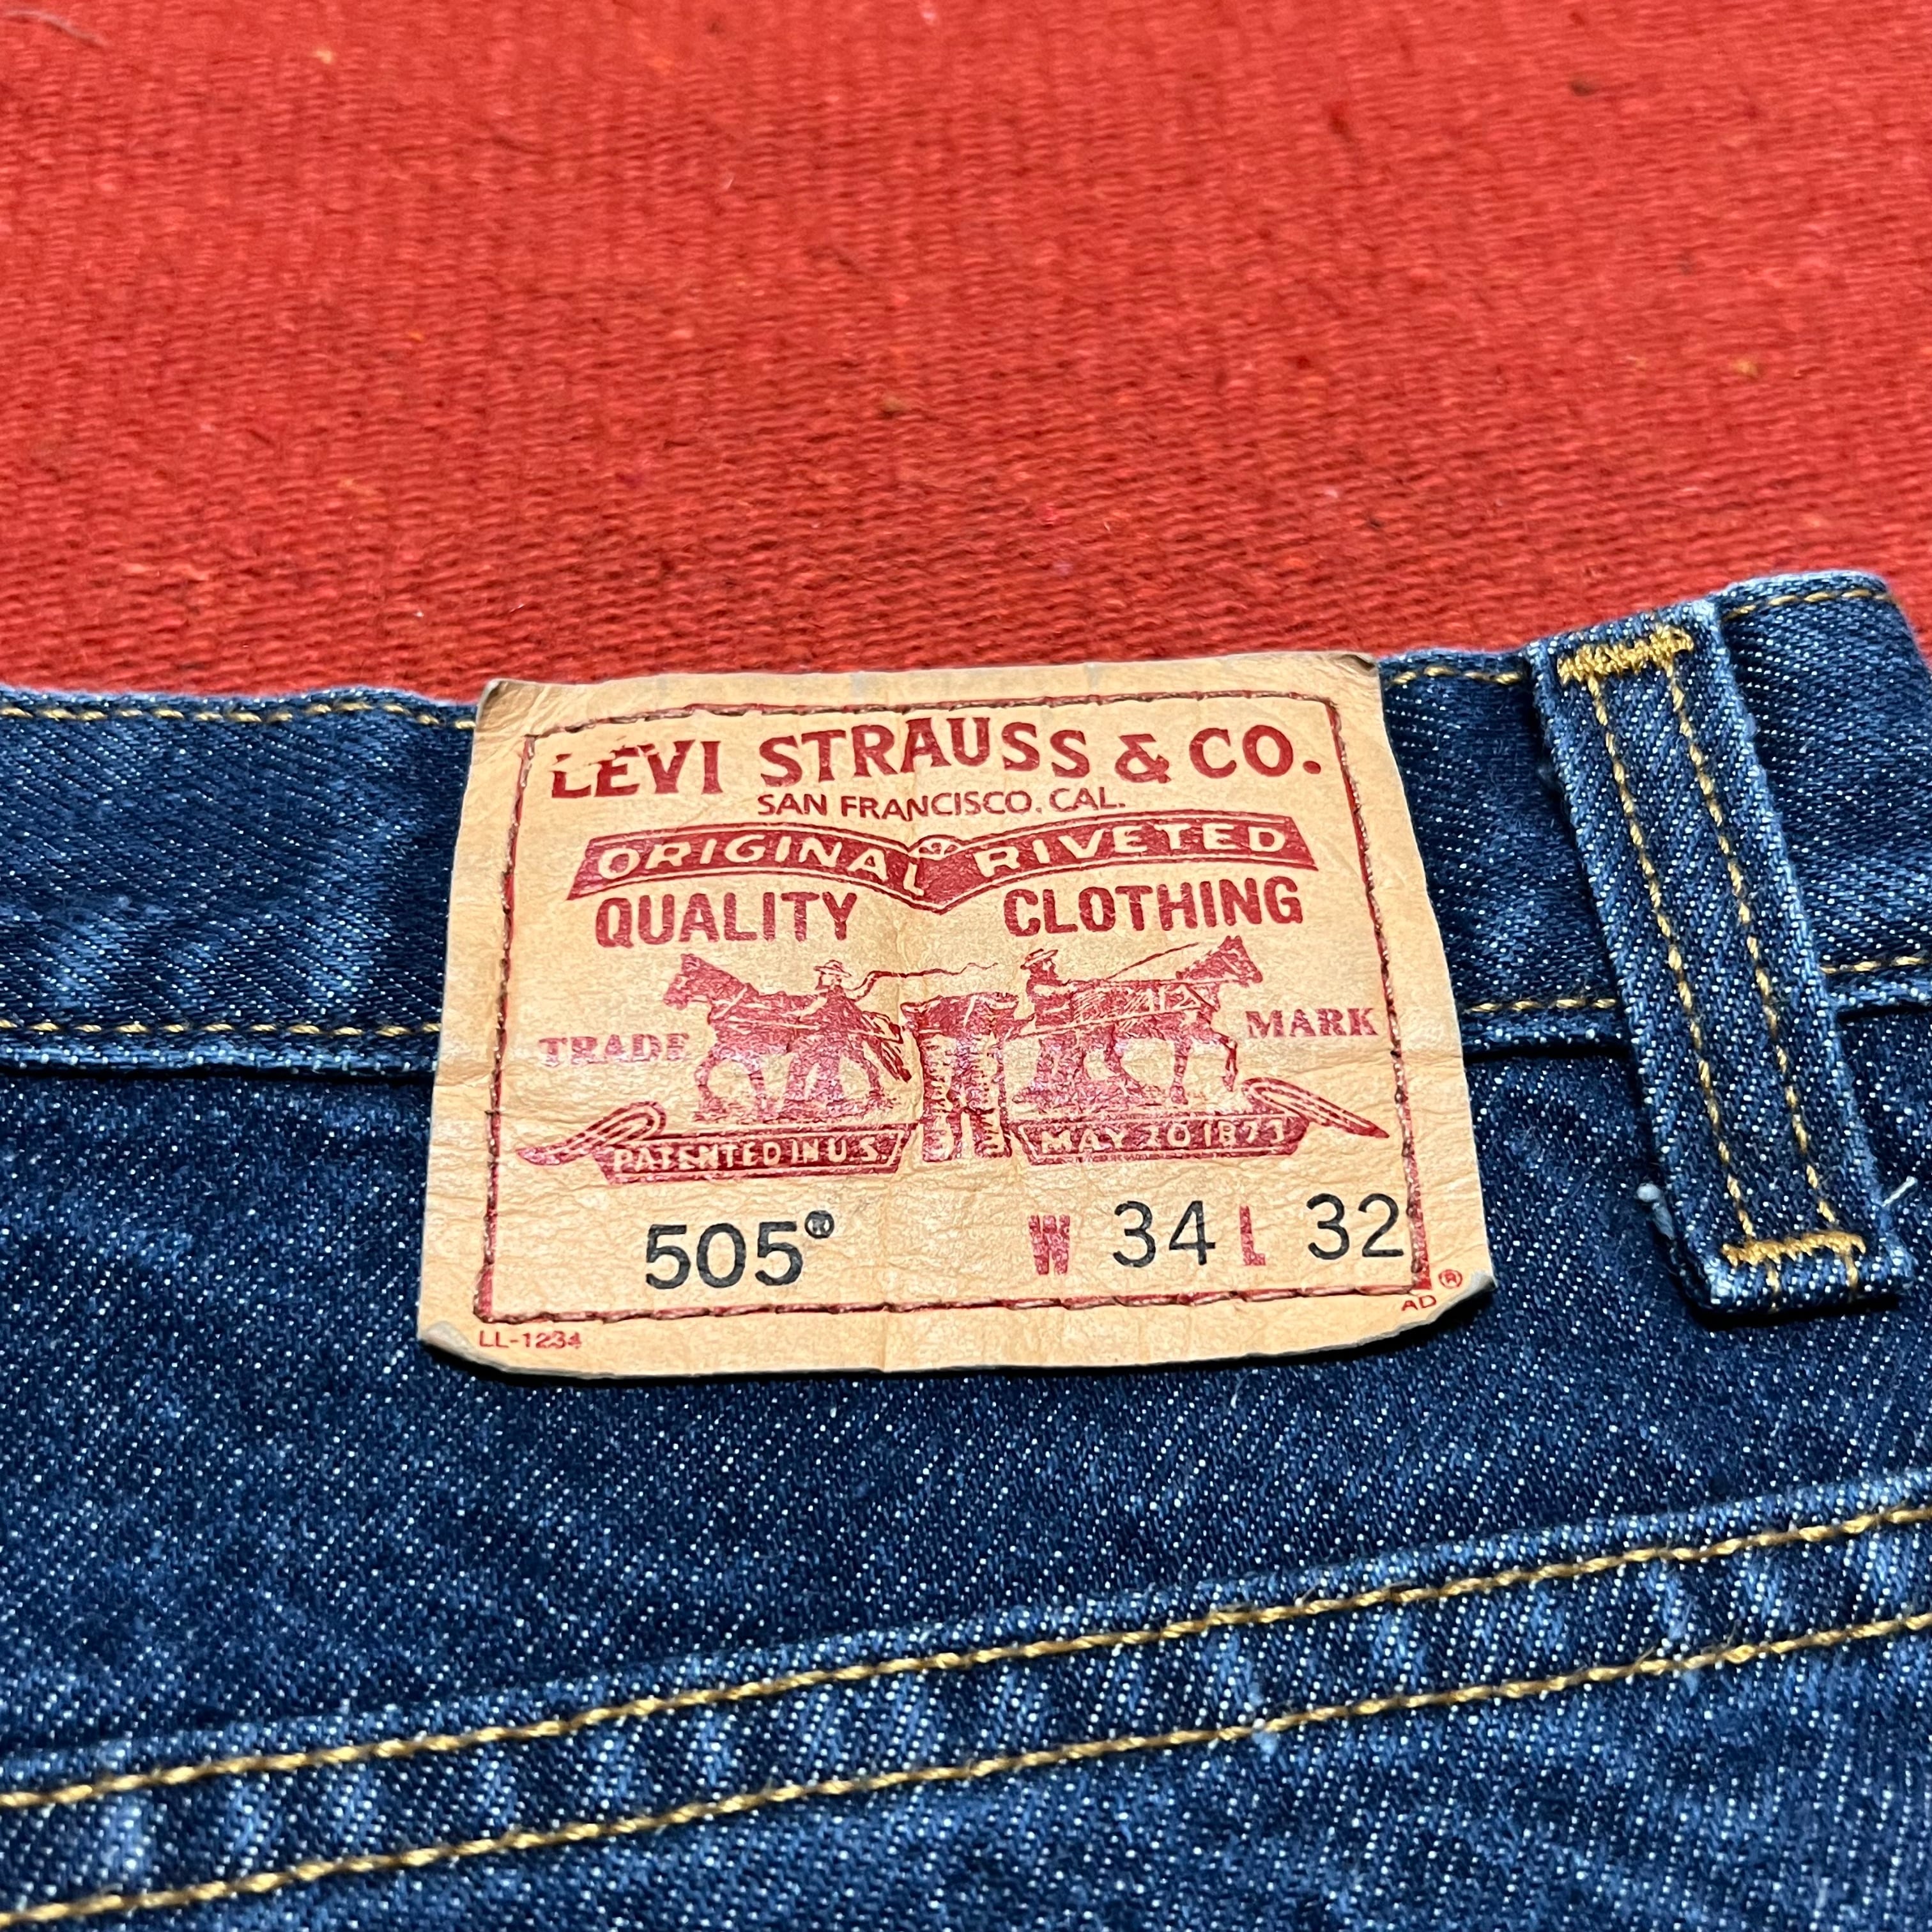 LEVI STRAUSS & CO.
SAN FRANCISCO, CAL.
ORIGINAL RIVETED
QUALITY CLOTHING
TRADE MARK
PATENTED IN U.S. MAY 20 1873
505® W 34 L 32
AD ®
LL-1234